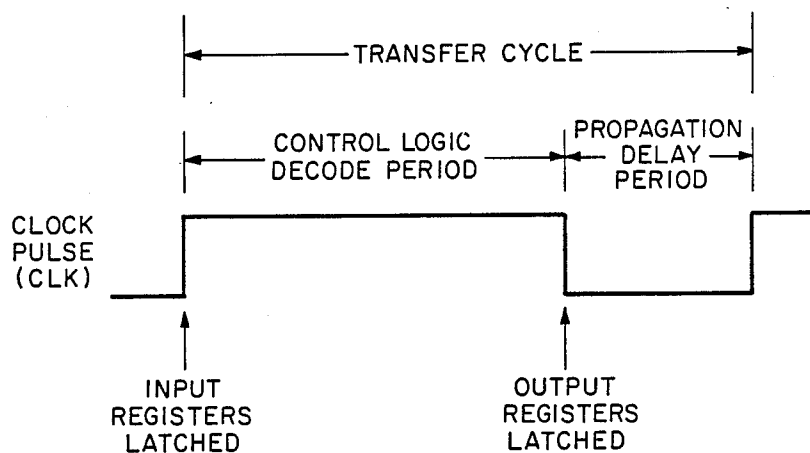 TRANSFER CYCLE
CONTROL LOGIC
DECODE PERIOD
PROPAGATION
DELAY
PERIOD
CLOCK
PULSE
(CLK)
INPUT
REGISTERS
LATCHED
OUTPUT
REGISTERS
LATCHED